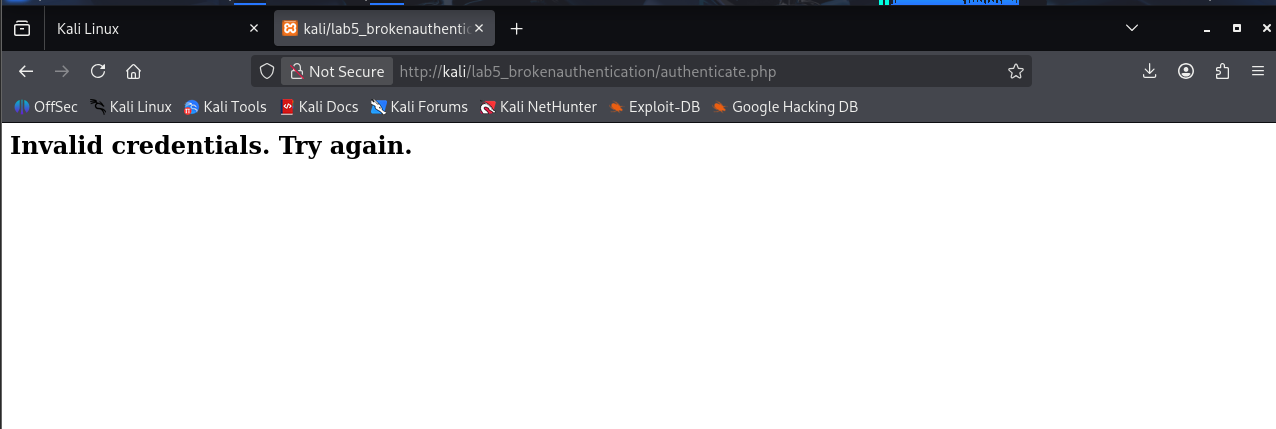 Kali Linux
kali/lab5_brokenauthentic
Not Secure http://kali/lab5_brokenauthentication/authenticate.php
OffSec Kali Linux Kali Tools Kali Docs Kali Forums Kali NetHunter Exploit-DB Google Hacking DB
Invalid credentials. Try again.